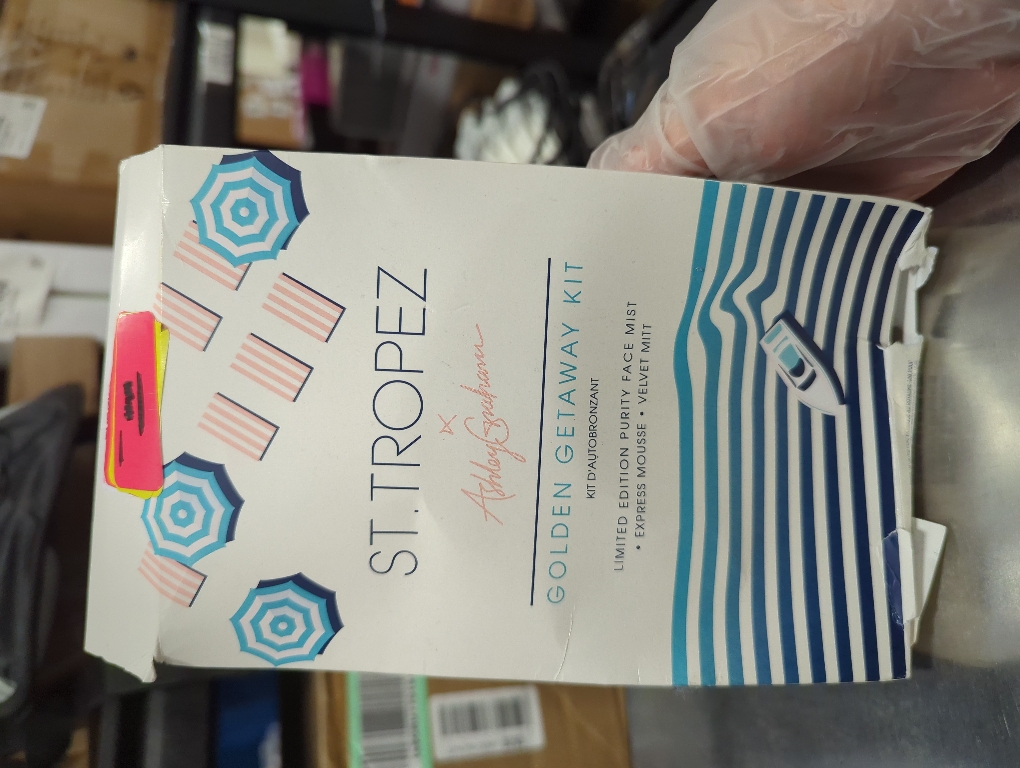 ST.TROPEZ
x
Ashley Graham
GOLDEN GETAWAY KIT
KIT D'AUTOBRONZANT
LIMITED EDITION PURITY FACE MIST
• EXPRESS MOUSSE • VELVET MITT